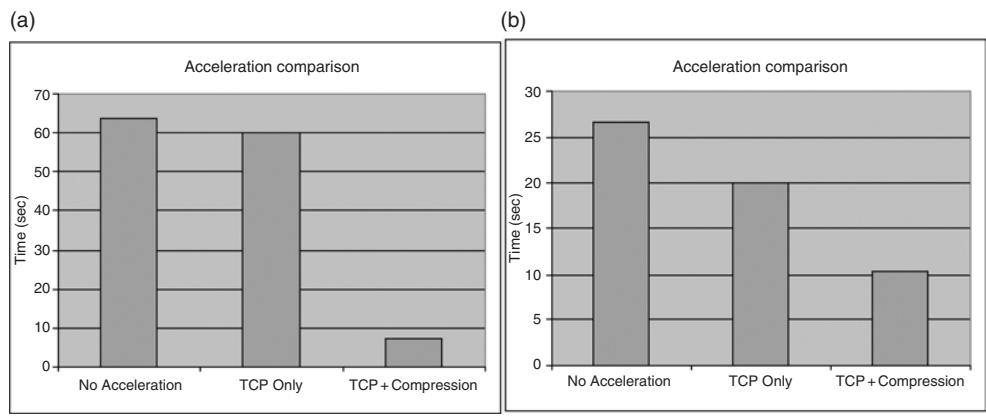 (a)
Acceleration comparison
70
60
50
40
30
20
10
0
Time (sec)
No Acceleration TCP Only TCP + Compression
(b)
Acceleration comparison
30
25
20
15
10
5
0
Time (sec)
No Acceleration TCP Only TCP + Compression